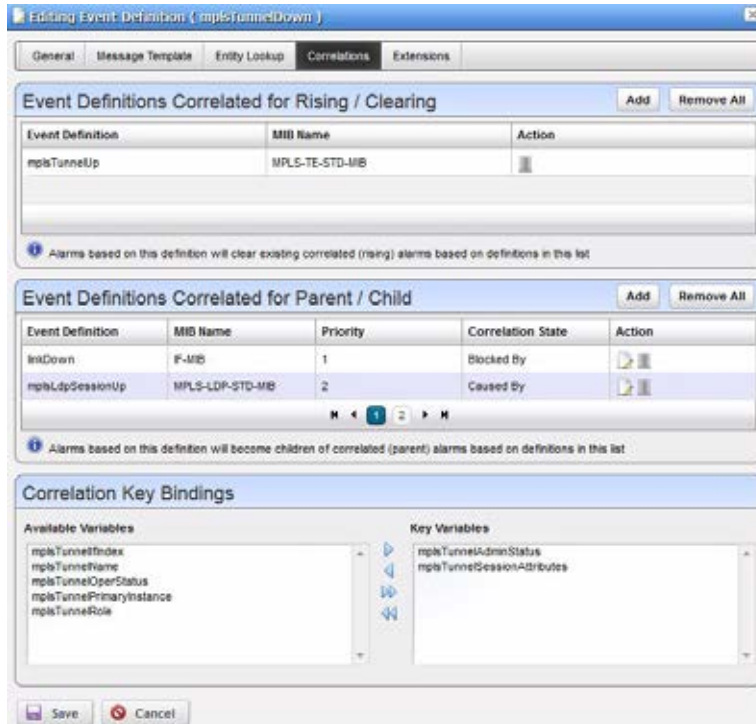 Editing Event Definition ( mplsTunnelDown )
General Message Template Entity Lookup Correlations Extensions
Event Definitions Correlated for Rising / Clearing Add Remove All
Event Definition MIB Name Action
mplsTunnelUp MPLS-TE-STD-MIB
Alarms based on this definition will clear existing correlated (rising) alarms based on definitions in this list
Event Definitions Correlated for Parent / Child Add Remove All
Event Definition MIB Name Priority Correlation State Action
linkDown IF-MIB 1 Blocked By
mplsLdpSessionUp MPLS-LDP-STD-MIB 2 Caused By
1 2
Alarms based on this definition will become children of correlated (parent) alarms based on definitions in this list
Correlation Key Bindings
Available Variables Key Variables
mplsTunnelIfIndex mplsTunnelAdminStatus
mplsTunnelName mplsTunnelSessionAttributes
mplsTunnelOperStatus
mplsTunnelPrimaryInstance
mplsTunnelRole
Save Cancel